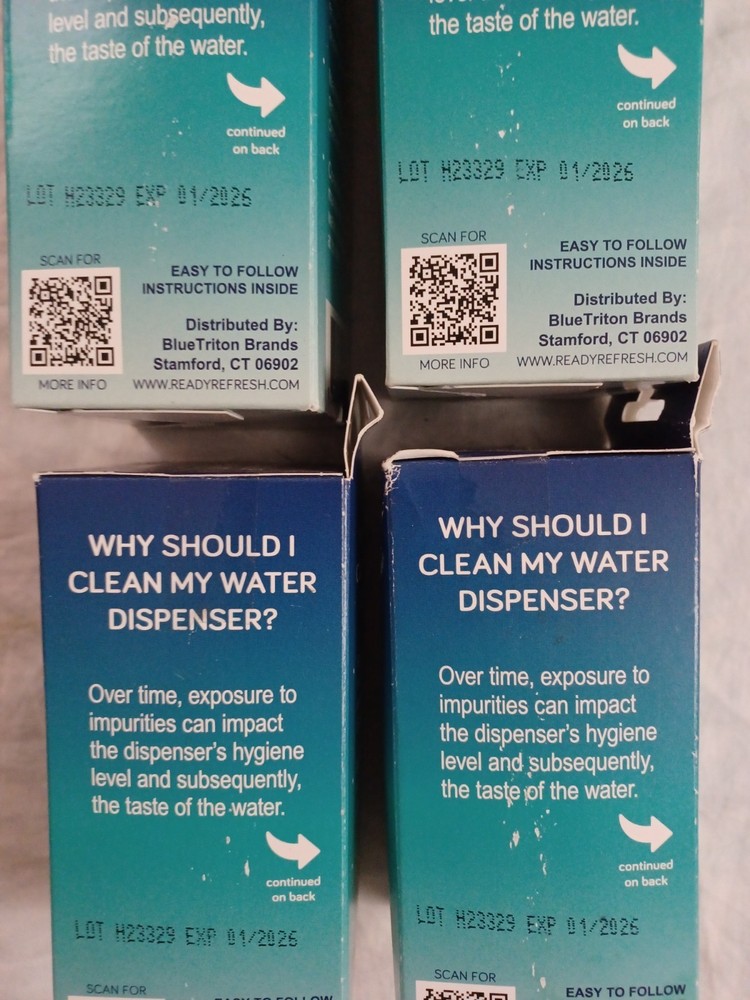 level and subsequently,
the taste of the water.
continued
on back
LOT H23329 EXP 01/2026
SCAN FOR
EASY TO FOLLOW
INSTRUCTIONS INSIDE
Distributed By:
BlueTriton Brands
Stamford, CT 06902
MORE INFO WWW.READYREFRESH.COM
the taste of the water.
continued
on back
LOT H23329 EXP 01/2026
SCAN FOR
EASY TO FOLLOW
INSTRUCTIONS INSIDE
Distributed By:
BlueTriton Brands
Stamford, CT 06902
MORE INFO WWW.READYREFRESH.COM
WHY SHOULD I
CLEAN MY WATER
DISPENSER?
Over time, exposure to
impurities can impact
the dispenser's hygiene
level and subsequently,
the taste of the water.
continued
on back
LOT H23329 EXP 01/2026
SCAN FOR
EASY TO FOLLOW
WHY SHOULD I
CLEAN MY WATER
DISPENSER?
Over time, exposure to
impurities can impact
the dispenser's hygiene
level and subsequently,
the taste of the water.
continued
on back
LOT H23329 EXP 01/2026
SCAN FOR
EASY TO FOLLOW